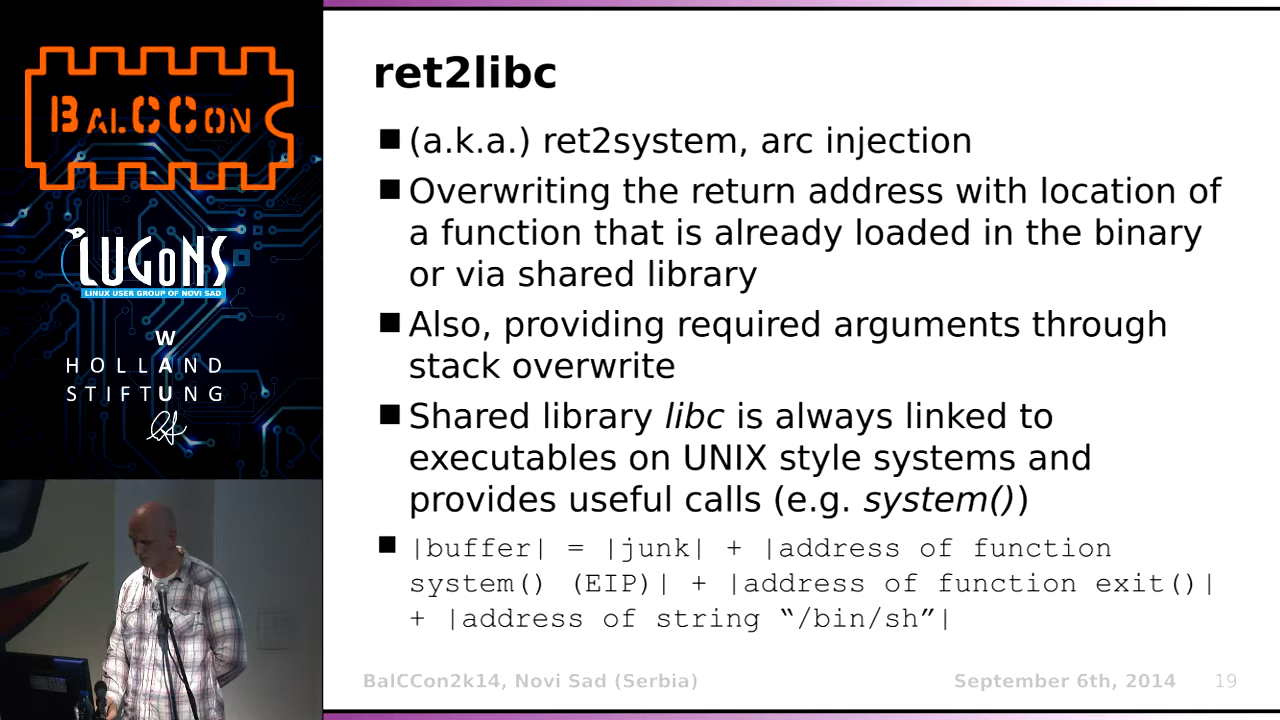 BALCCON
LUGONS
LINUX USER GROUP OF NOVI SAD
W
HOLLAND
STIFTUNG
ret2libc
(a.k.a.) ret2system, arc injection
Overwriting the return address with location of
a function that is already loaded in the binary
or via shared library
Also, providing required arguments through
stack overwrite
Shared library libc is always linked to
executables on UNIX style systems and
provides useful calls (e.g. system())
|buffer| = |junk| + |address of function
system() (EIP)| + |address of function exit()|
+ |address of string “/bin/sh”|
BalCCon2k14, Novi Sad (Serbia) September 6th, 2014 19